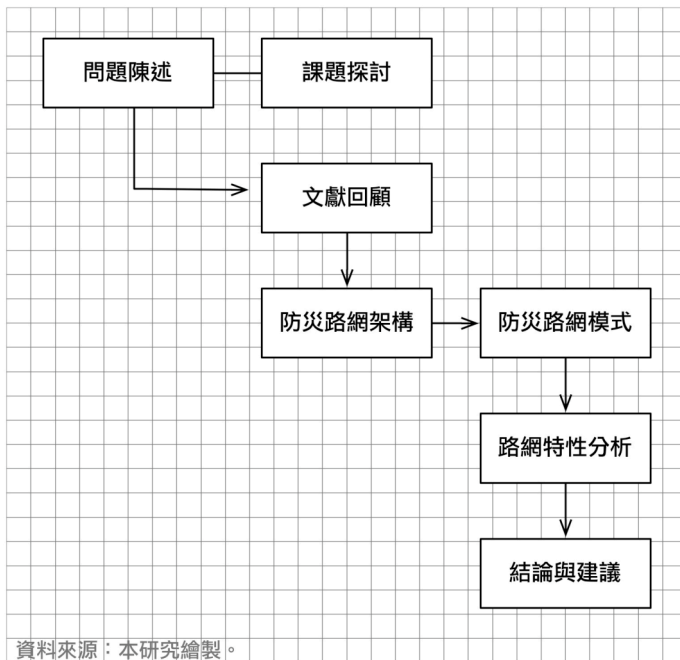 問題陳述
課題探討
文獻回顧
防災路網架構
防災路網模式
路網特性分析
結論與建議
資料來源：本研究繪製。